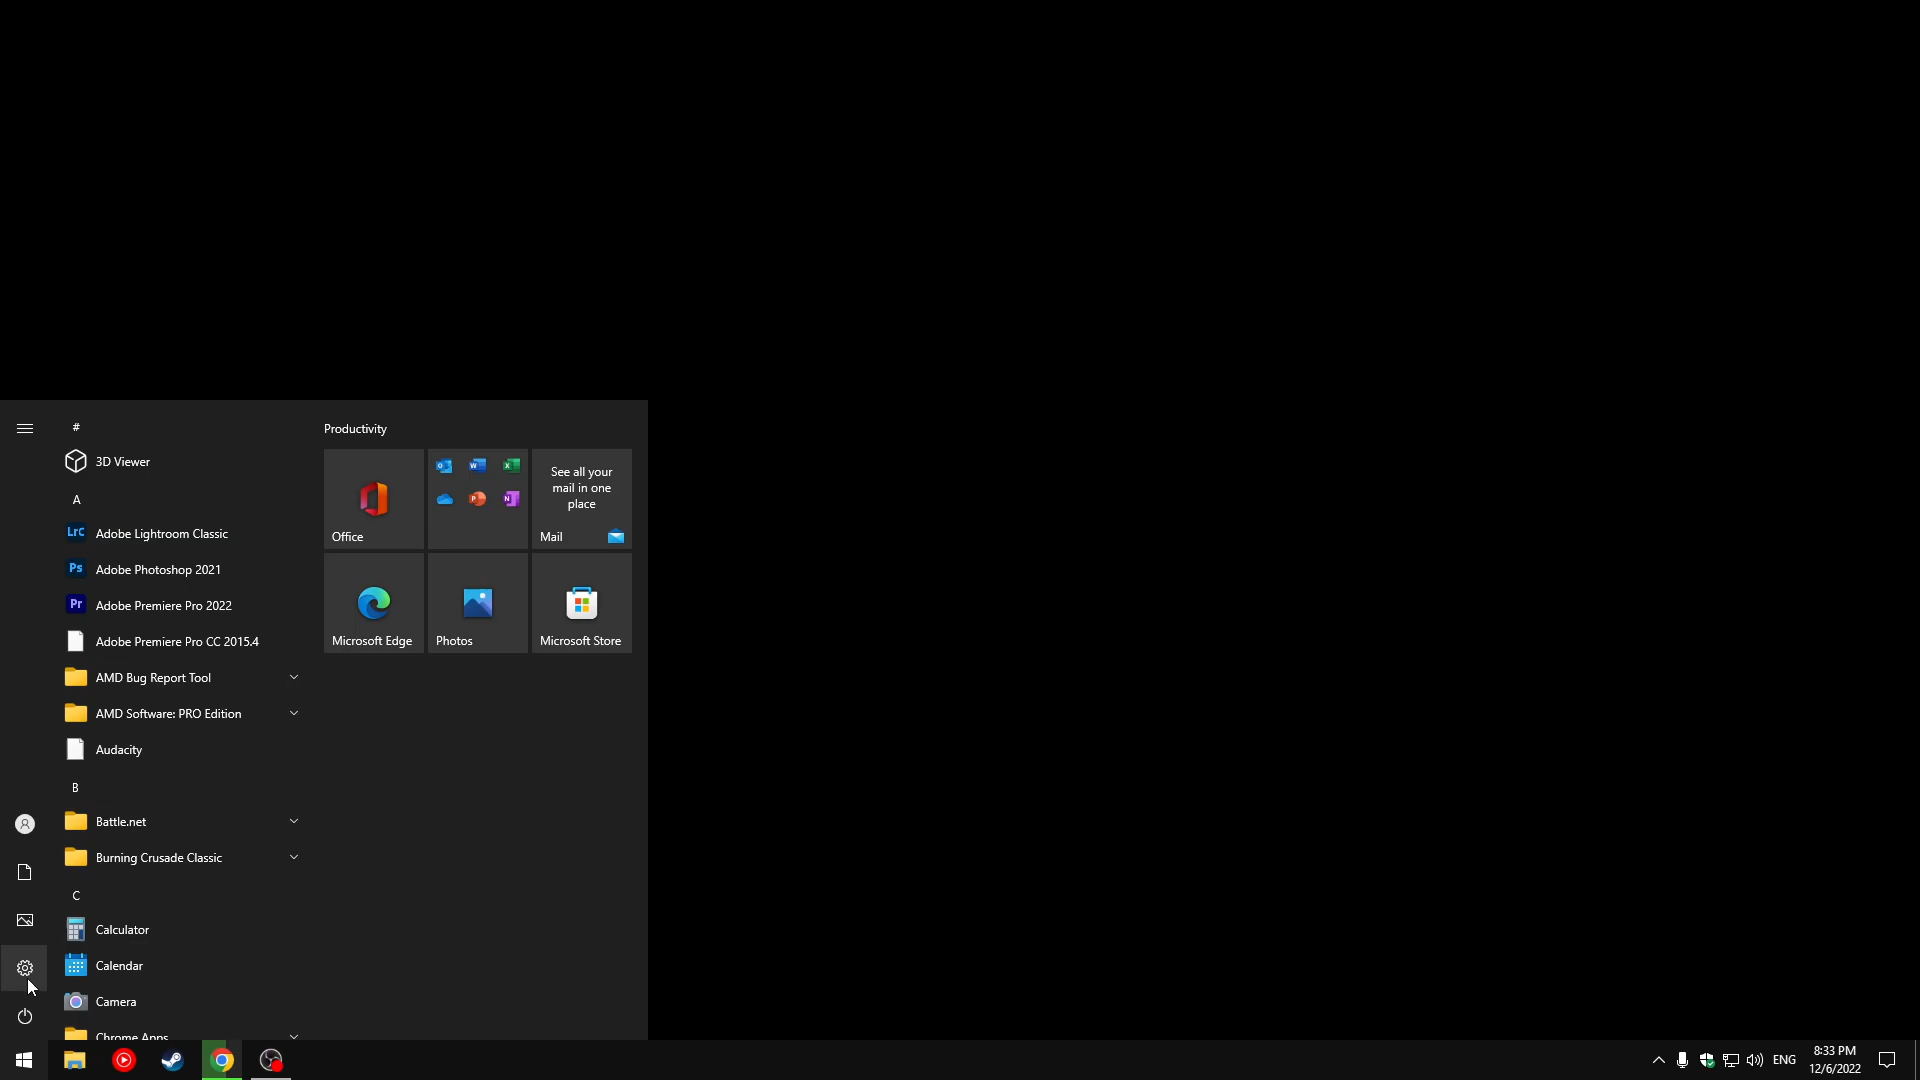 #
3D Viewer
A
Lrc Adobe Lightroom Classic
Ps Adobe Photoshop 2021
Pr Adobe Premiere Pro 2022
Adobe Premiere Pro CC 2015.4
AMD Bug Report Tool
AMD Software: PRO Edition
Audacity
B
Battle.net
Burning Crusade Classic
C
Calculator
Calendar
Camera
Chrome Apps
Productivity
Office
See all your
mail in one
place
Mail
Microsoft Edge
Photos
Microsoft Store
ENG
8:33 PM
12/6/2022